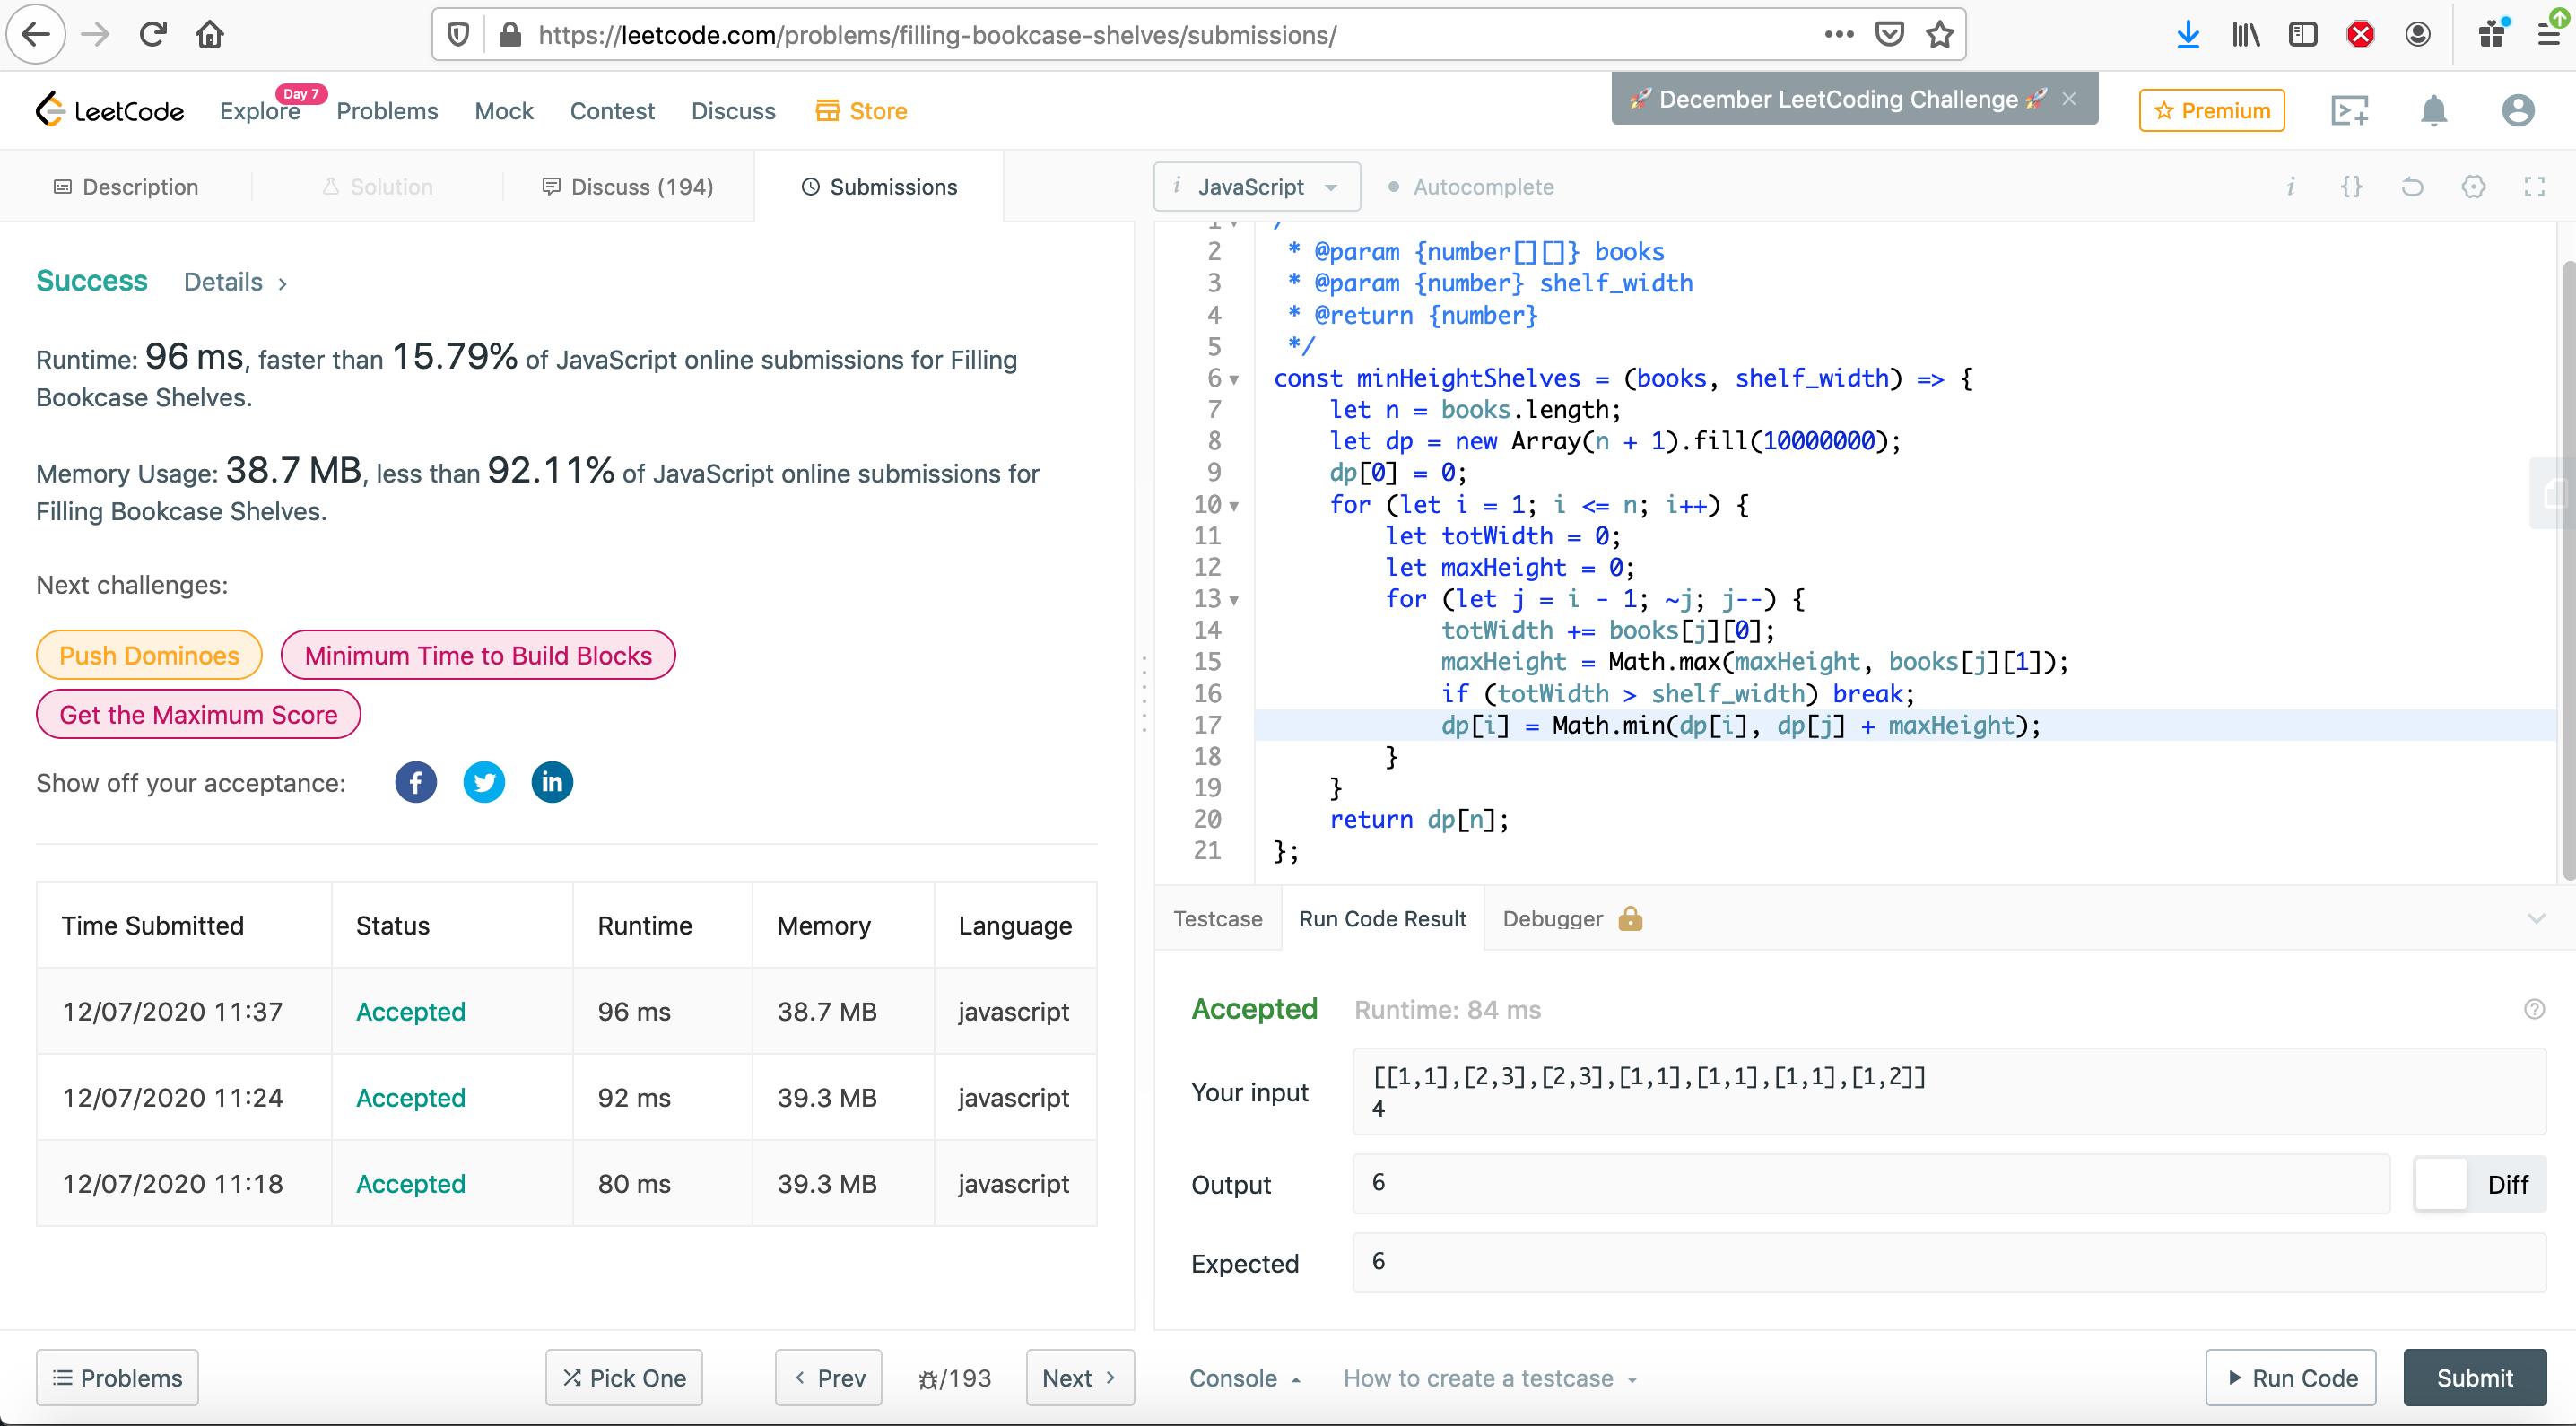 https://leetcode.com/problems/filling-bookcase-shelves/submissions/
LeetCode
Explore
Day 7
Problems
Mock
Contest
Discuss
Store
🚀 December LeetCoding Challenge 🚀 ×
Premium
Description
Solution
Discuss (194)
Submissions
Success
Details >
Runtime: 96 ms, faster than 15.79% of JavaScript online submissions for Filling
Bookcase Shelves.
Memory Usage: 38.7 MB, less than 92.11% of JavaScript online submissions for
Filling Bookcase Shelves.
Next challenges:
Push Dominoes
Minimum Time to Build Blocks
Get the Maximum Score
Show off your acceptance:
Time Submitted Status Runtime Memory Language
12/07/2020 11:37 Accepted 96 ms 38.7 MB javascript
12/07/2020 11:24 Accepted 92 ms 39.3 MB javascript
12/07/2020 11:18 Accepted 80 ms 39.3 MB javascript
Problems
Pick One
< Prev
/193
Next >
i JavaScript
Autocomplete
2 * @param {number[][]} books
3 * @param {number} shelf_width
4 * @return {number}
5 */
6 const minHeightShelves = (books, shelf_width) => {
7 let n = books.length;
8 let dp = new Array(n + 1).fill(10000000);
9 dp[0] = 0;
10 for (let i = 1; i <= n; i++) {
11 let totWidth = 0;
12 let maxHeight = 0;
13 for (let j = i - 1; ~j; j--) {
14 totWidth += books[j][0];
15 maxHeight = Math.max(maxHeight, books[j][1]);
16 if (totWidth > shelf_width) break;
17 dp[i] = Math.min(dp[i], dp[j] + maxHeight);
18 }
19 }
20 return dp[n];
21 };
Testcase
Run Code Result
Debugger
Accepted
Runtime: 84 ms
Your input
[[1,1],[2,3],[2,3],[1,1],[1,1],[1,1],[1,2]]
4
Output
6
Diff
Expected
6
Console
How to create a testcase
Run Code
Submit